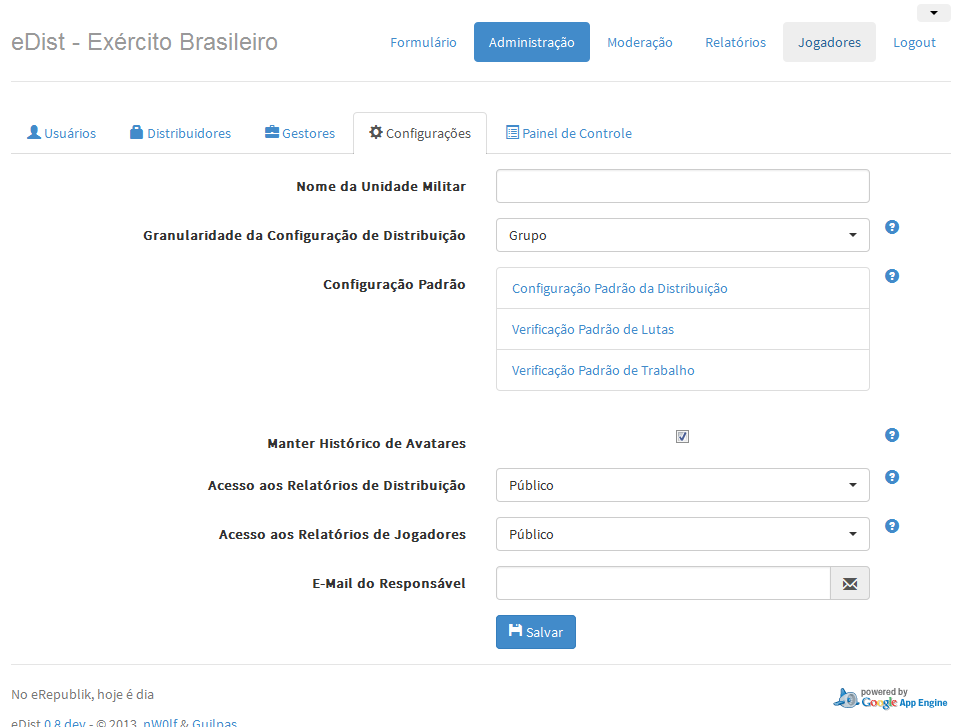 eDist - Exército Brasileiro
Formulário Administração Moderação Relatórios Jogadores Logout
Usuários Distribuidores Gestores Configurações Painel de Controle
Nome da Unidade Militar
Granularidade da Configuração de Distribuição Grupo
Configuração Padrão Configuração Padrão da Distribuição
Verificação Padrão de Lutas
Verificação Padrão de Trabalho
Manter Histórico de Avatares
Acesso aos Relatórios de Distribuição Público
Acesso aos Relatórios de Jogadores Público
E-Mail do Responsável
Salvar
No eRepublik, hoje é dia
powered by
Google App Engine
eDist 0.8 dev - © 2013, nW0lf & Guilpas